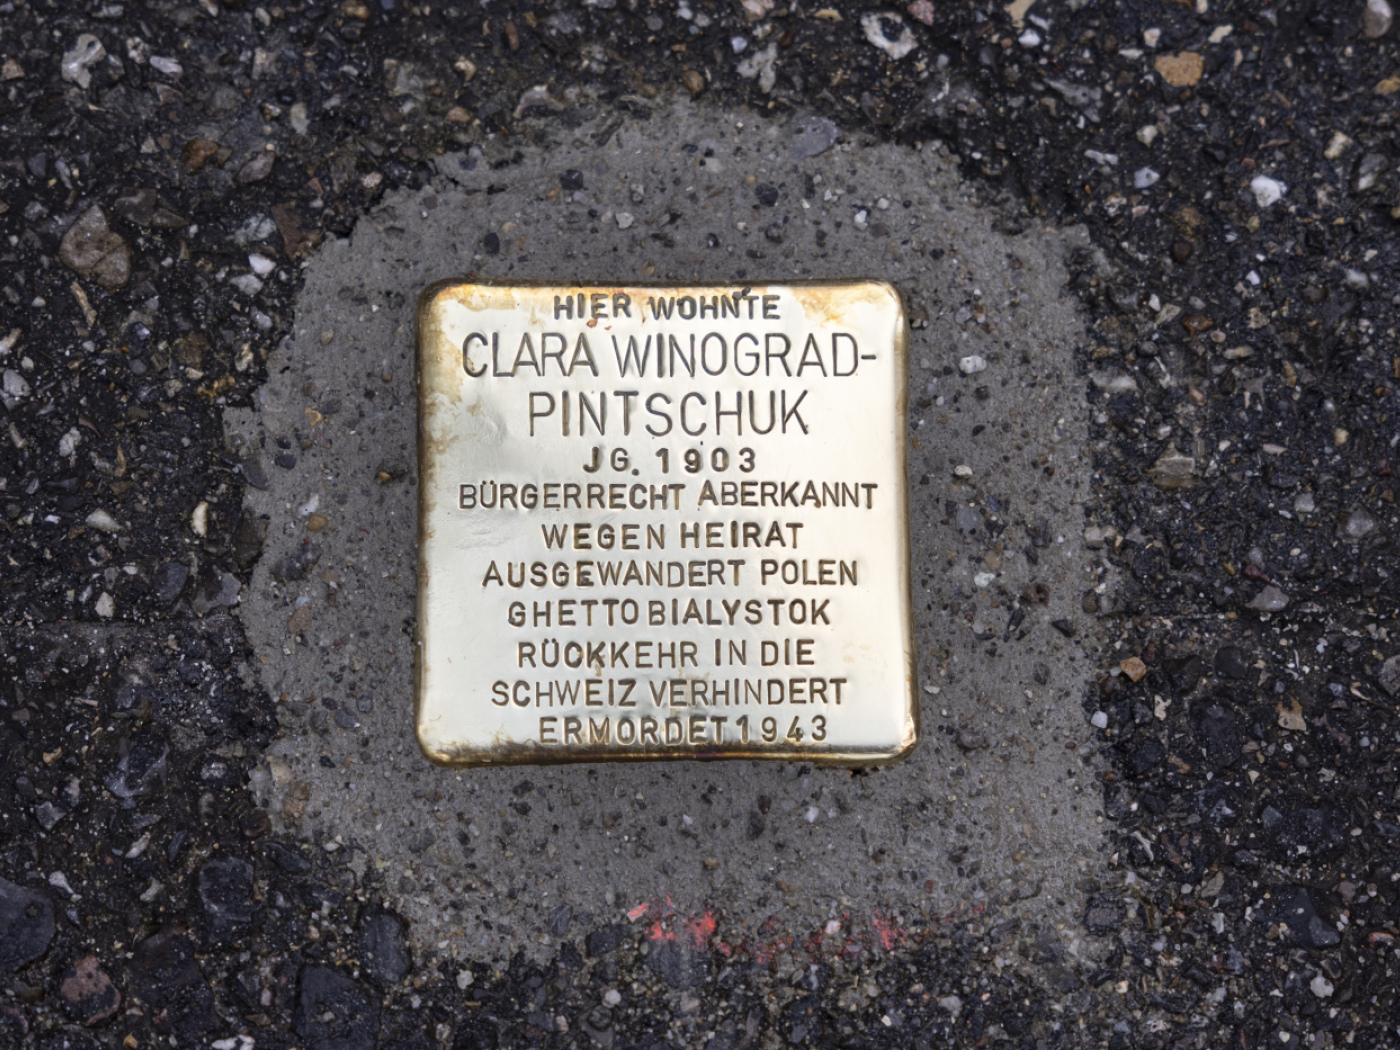 HIER WOHNTE
CLARA WINOGRAD-
PINTSCHUK
JG. 1903
BÜRGERRECHT ABERKANNT
WEGEN HEIRAT
AUSGEWANDERT POLEN
GHETTO BIALYSTOK
RÜCKKEHR IN DIE
SCHWEIZ VERHINDERT
ERMORDET 1943